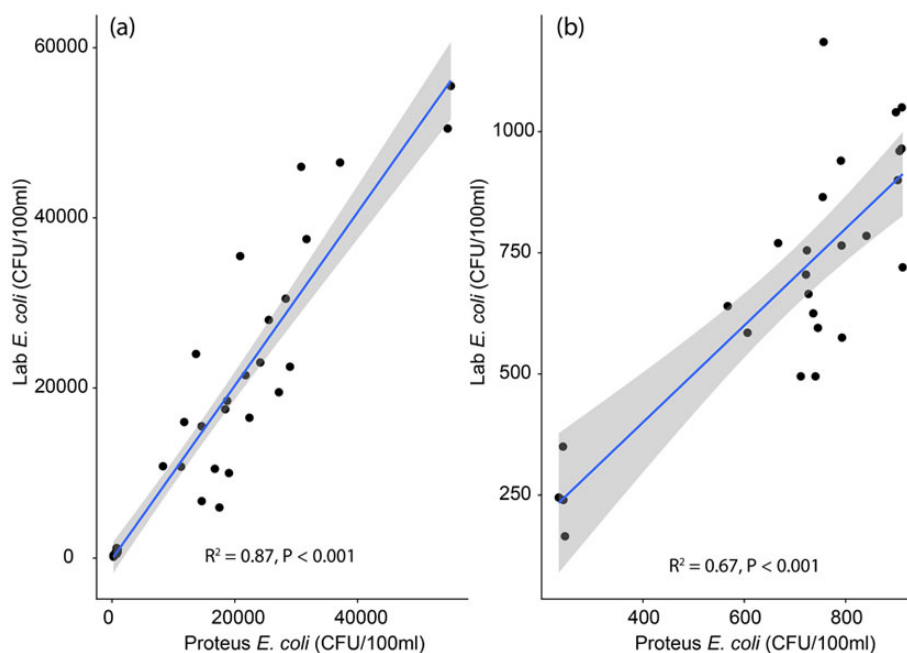 (a)
60000
40000
20000
0
Lab E. coli (CFU/100ml)
R² = 0.87, P < 0.001
0 20000 40000
Proteus E. coli (CFU/100ml)
(b)
1000
750
500
250
Lab E. coli (CFU/100ml)
R² = 0.67, P < 0.001
400 600 800
Proteus E. coli (CFU/100ml)